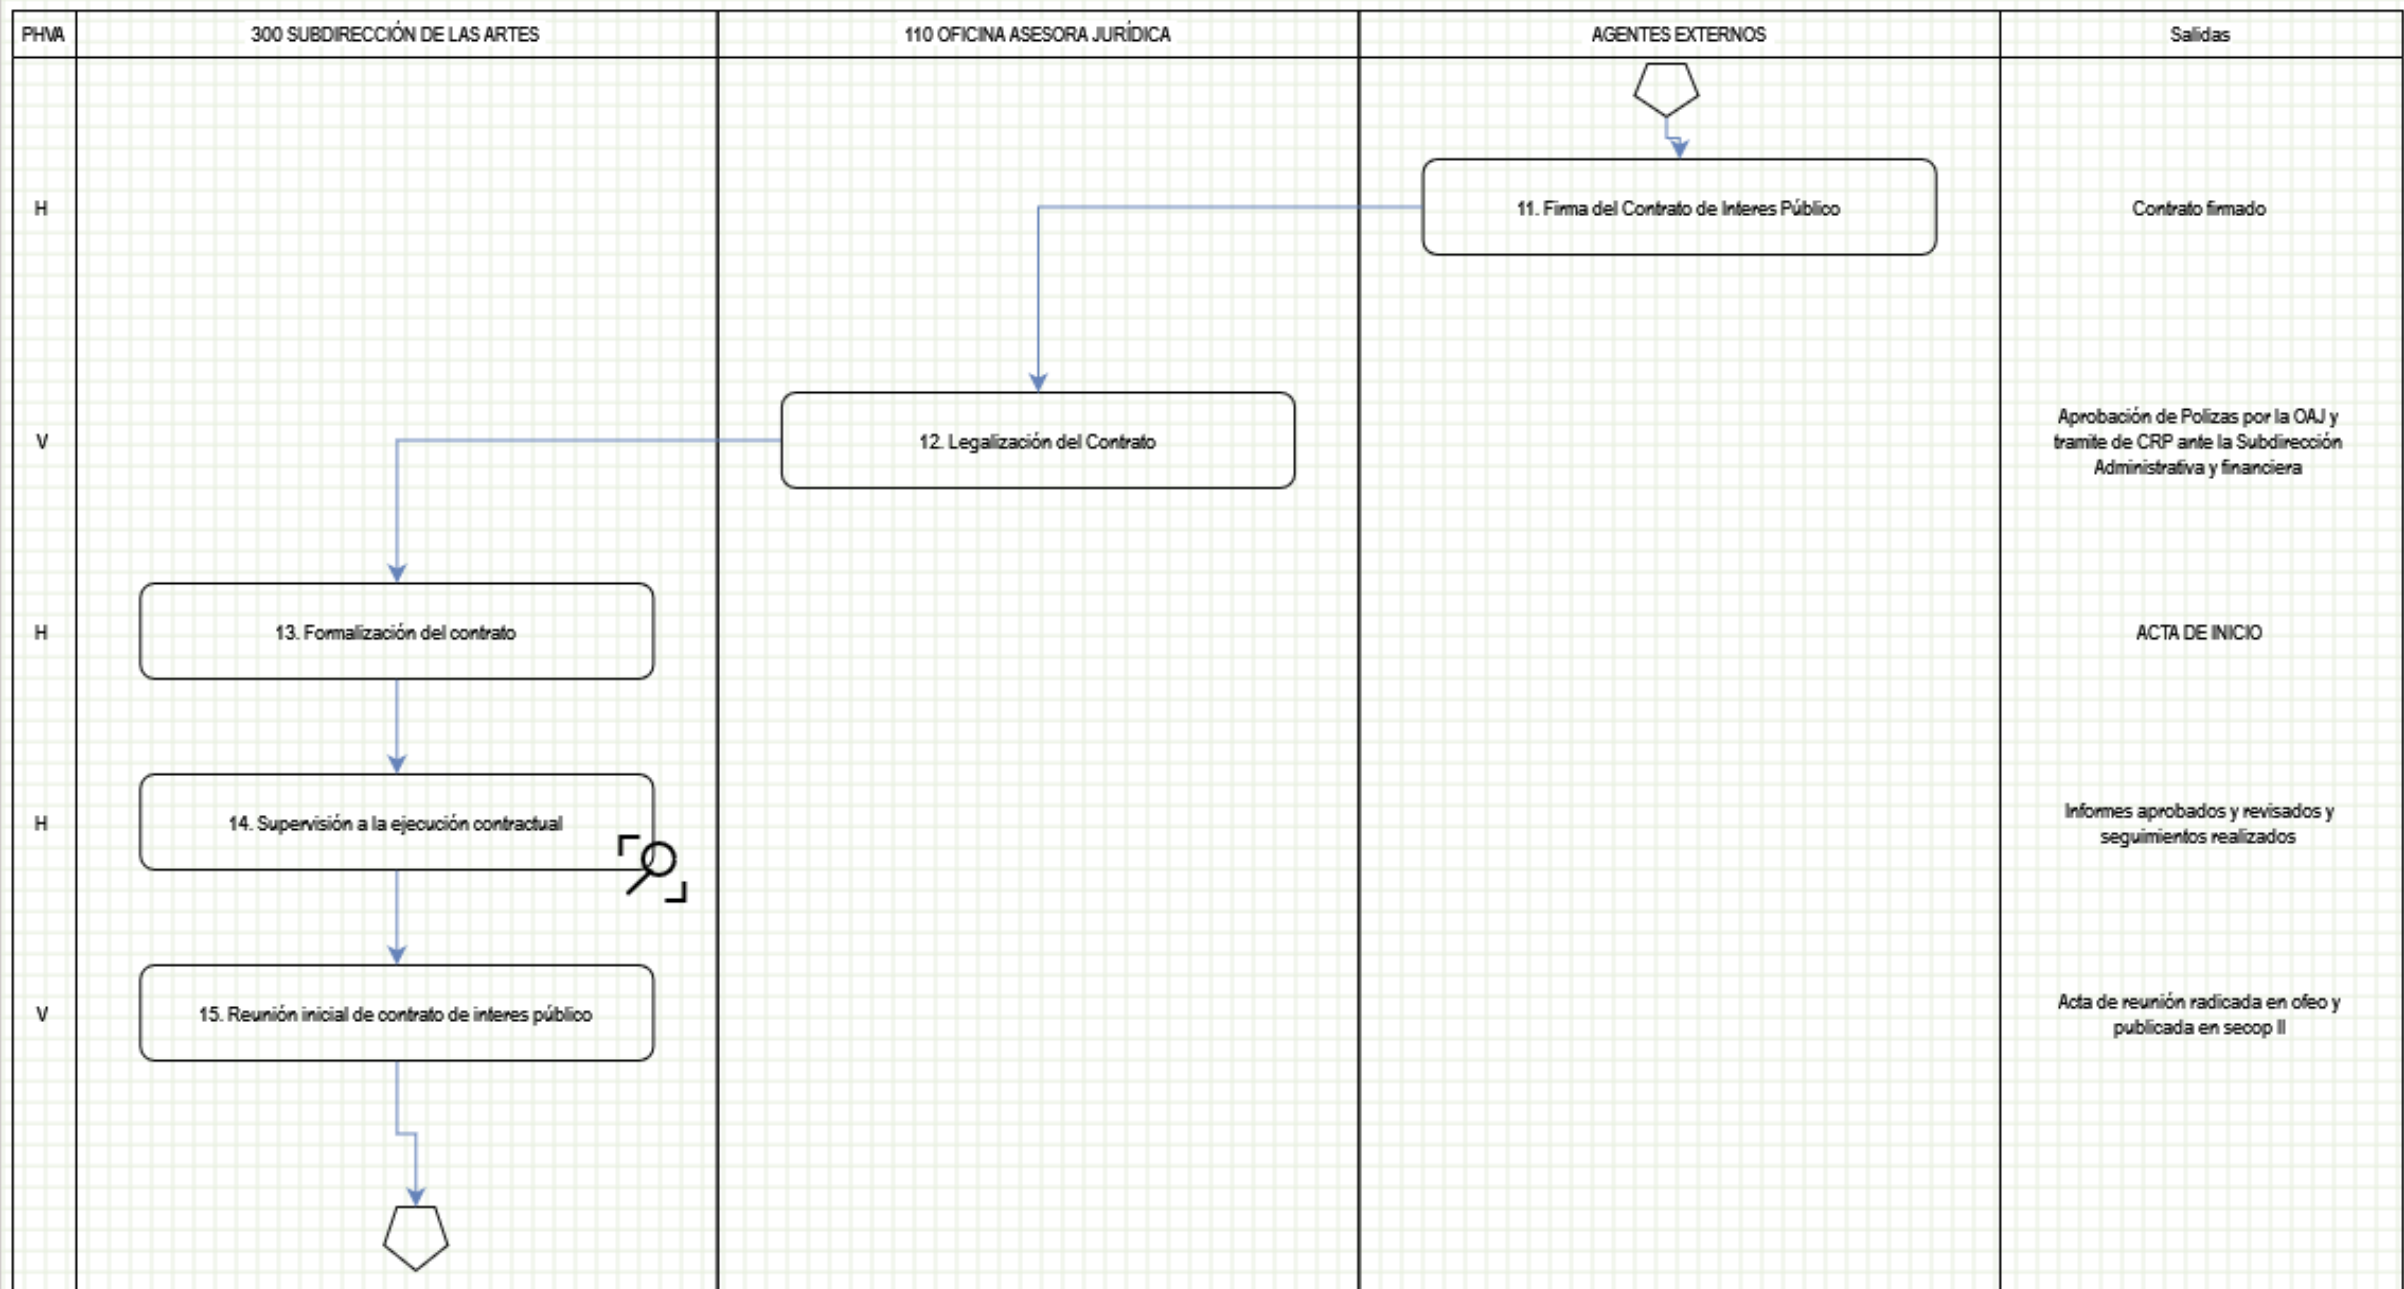 PHVA
300 SUBDIRECCIÓN DE LAS ARTES
110 OFICINA ASESORA JURÍDICA
AGENTES EXTERNOS
Salidas
H
11. Firma del Contrato de Interes Público
Contrato firmado
V
12. Legalización del Contrato
Aprobación de Polizas por la OAJ y
tramite de CRP ante la Subdirección
Administrativa y financiera
H
13. Formalización del contrato
ACTA DE INICIO
H
14. Supervisión a la ejecución contractual
Informes aprobados y revisados y
seguimientos realizados
V
15. Reunión inicial de contrato de interes público
Acta de reunión radicada en ofeo y
publicada en secop II